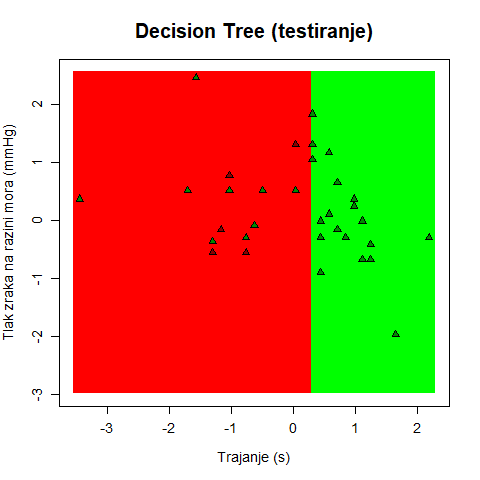 Decision Tree (testiranje)
Tlak zraka na razini mora (mmHg)
2
1
0
-1
-2
-3
-3 -2 -1 0 1 2
Trajanje (s)